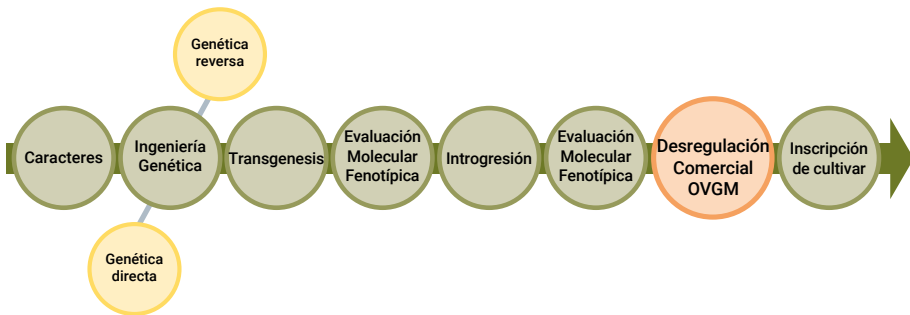 Genética
reversa
Caracteres
Ingeniería
Genética
Transgenesis
Evaluación
Molecular
Fenotípica
Introgresión
Evaluación
Molecular
Fenotípica
Desregulación
Comercial
OVGM
Inscripción
de cultivar
Genética
directa